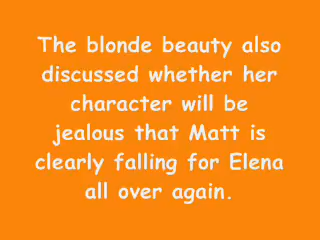 The blonde beauty also
discussed whether her
character will be
jealous that Matt is
clearly falling for Elena
all over again.